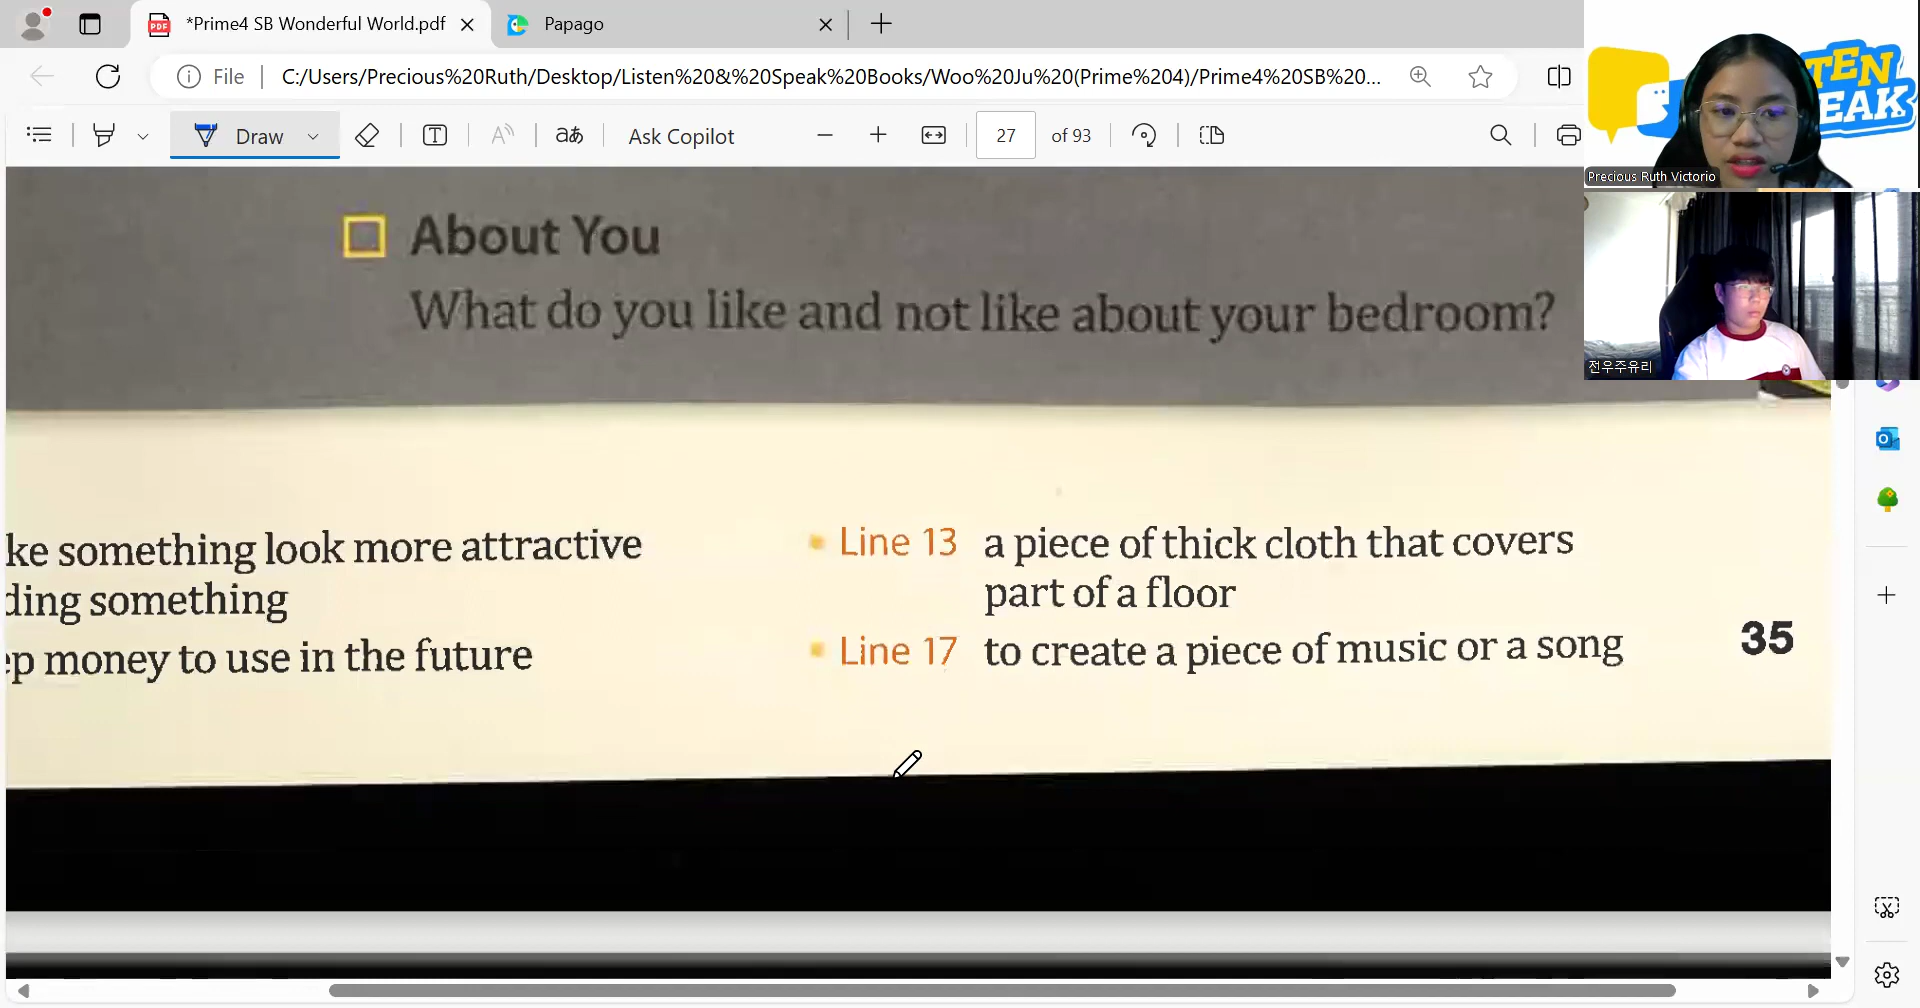 *Prime4 SB Wonderful World.pdf
Papago
File
C:/Users/Precious%20Ruth/Desktop/Listen%20&%20Speak%20Books/Woo%20Ju%20(Prime%204)/Prime4%20SB%20...
Draw
aあ
Ask Copilot
27
of 93
TEN
PEAK
Precious Ruth Victorio
전우주유리
About You
What do you like and not like about your bedroom?
ke something look more attractive
ding something
ep money to use in the future
Line 13 a piece of thick cloth that covers
part of a floor
Line 17 to create a piece of music or a song
35